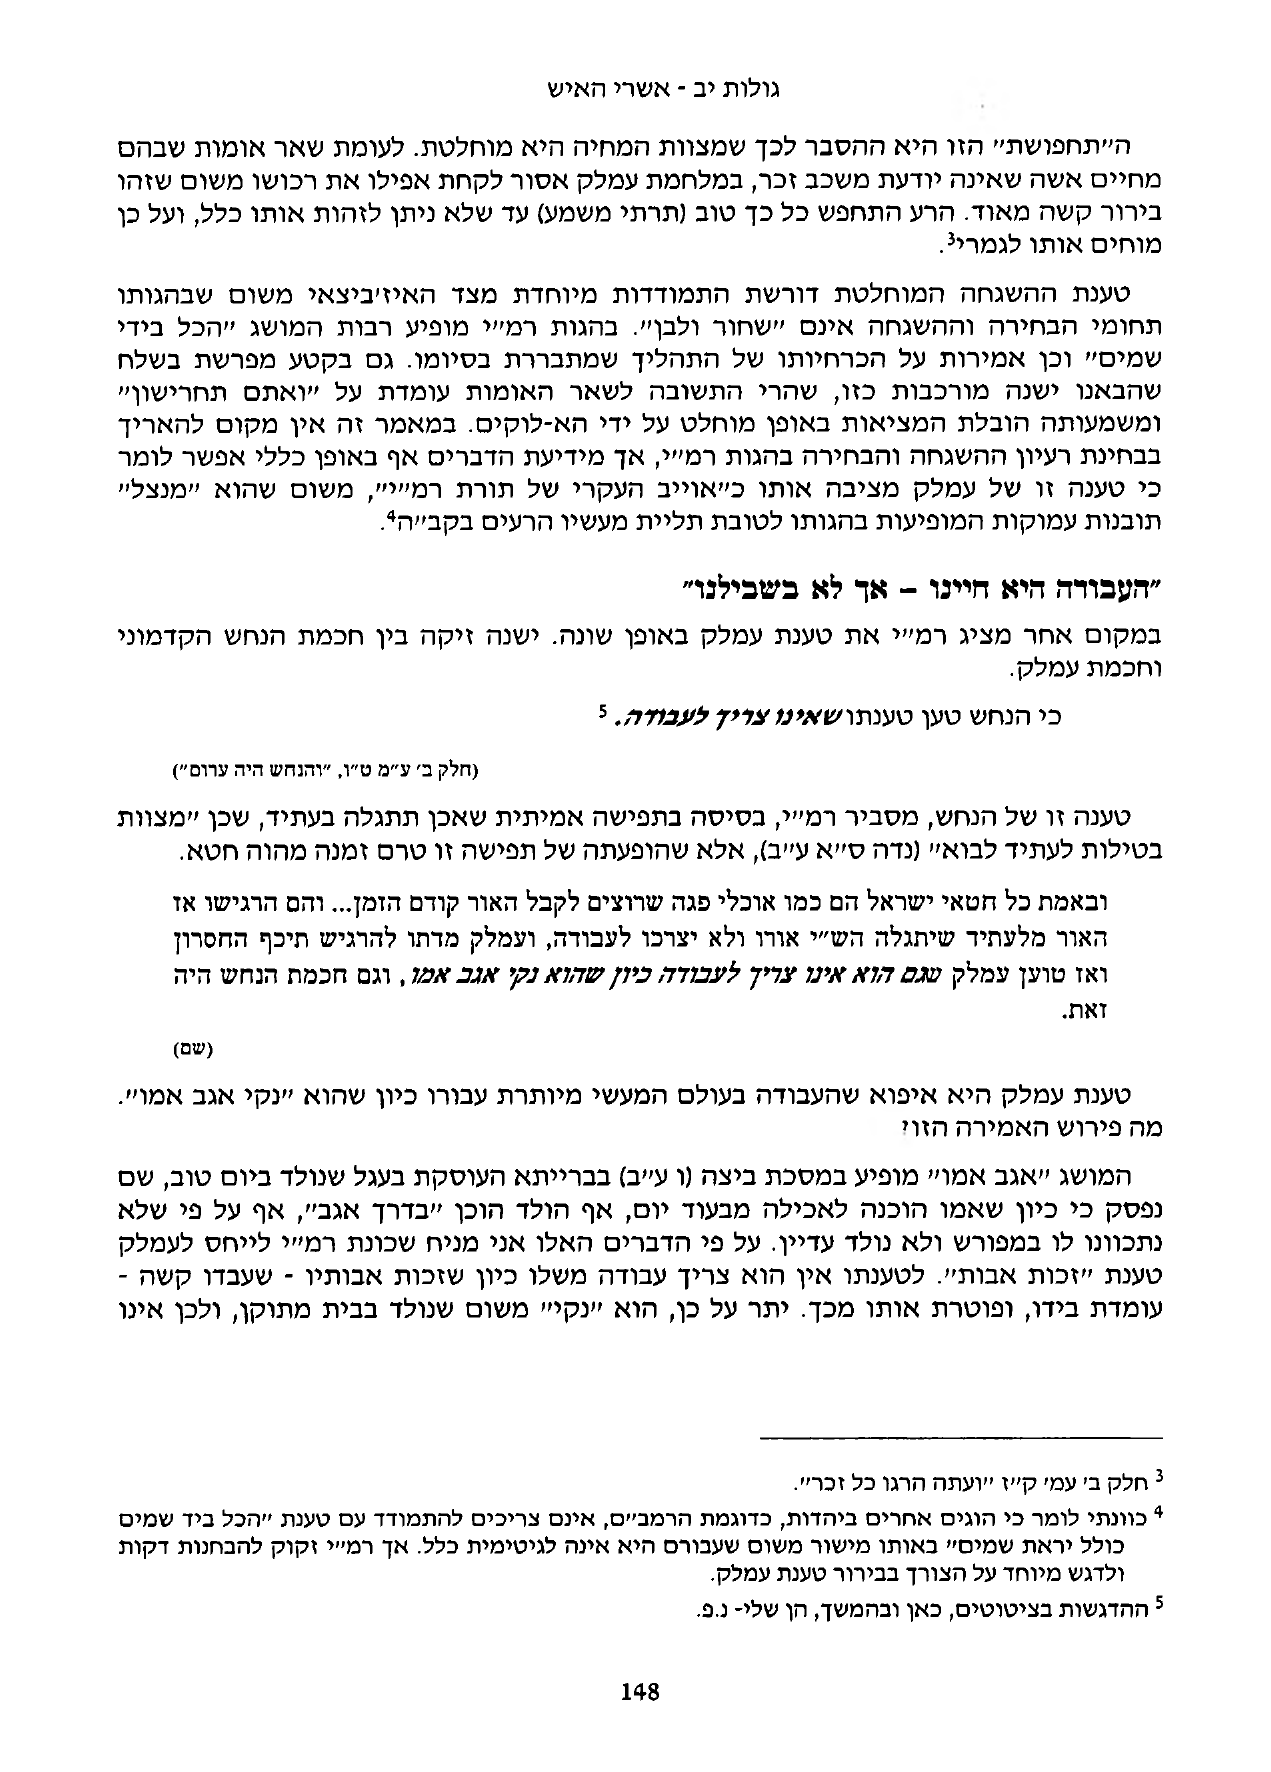 גולות יב - אשרי האיש
ה"תחפושת" הזו היא ההסבר לכך שמצוות המחיה היא מוחלטת. לעומת שאר אומות שבהם
מחיים אשה שאינה יודעת משכב זכר, במלחמת עמלק אסור לקחת אפילו את רכושו משום שזהו
בירור קשה מאוד. הרע התחפש כל כך טוב (תרתי משמע) עד שלא ניתן לזהות אותו כלל, ועל כן
מוחים אותו לגמרי³.
טענת ההשגחה המוחלטת דורשת התמודדות מיוחדת מצד האיזי'ביצאי משום שבהגותו
תחומי הבחירה וההשגחה אינם "שחור ולבן". בהגות רמ"י מופיע רבות המושג "הכל בידי
שמים" וכן אמירות על הכרחיותו של התהליך שמתבררת בסיומו. גם בקטע מפרשת בשלח
שהבאנו ישנה מורכבות כזו, שהרי התשובה לשאר האומות עומדת על "ואתם תחרישון"
ומשמעותה הובלת המציאות באופן מוחלט על ידי הא-לוקים. במאמר זה אין מקום להאריך
בבחינת רעיון ההשגחה והבחירה בהגות רמ"י, אך מידיעת הדברים אף באופן כללי אפשר לומר
כי טענה זו של עמלק מציבה אותו כ"אוייב העקרי של תורת רמ"י", משום שהוא "מנצל"
תובנות עמוקות המופיעות בהגותו לטובת תליית מעשיו הרעים בקב"ה⁴.
"העבודה היא חיינו – אך לא בשבילנו"
במקום אחר מציג רמ"י את טענת עמלק באופן שונה. ישנה זיקה בין חכמת הנחש הקדמוני
וחכמת עמלק.
כי הנחש טען טענתו שאינו צריך לעבודה. ⁵
(חלק ב' ע"מ ט"ו, "והנחש היה ערום")
טענה זו של הנחש, מסביר רמ"י, בסיסה בתפישה אמיתית שאכן תתגלה בעתיד, שכן "מצוות
בטילות לעתיד לבוא" (נדה ס"א ע"ב), אלא שהופעתה של תפישה זו טרם זמנה מהוה חטא.
ובאמת כל חטאי ישראל הם כמו אוכלי פגה שרוצים לקבל האור קודם הזמן... והם הרגישו אז
האור מלעתיד שיתגלה הש"י אורו ולא יצרכו לעבודה, ועמלק מדתו להרגיש תיכף החסרון
ואז טוען עמלק שגם הוא אינו צריך לעבודה כיון שהוא נקי אגב אמו, וגם חכמת הנחש היה
זאת.
(שם)
טענת עמלק היא איפוא שהעבודה בעולם המעשי מיותרת עבורו כיון שהוא "נקי אגב אמו".
מה פירוש האמירה הזו?
המושג "אגב אמו" מופיע במסכת ביצה (ו ע"ב) בברייתא העוסקת בעגל שנולד ביום טוב, שם
נפסק כי כיון שאמו הוכנה לאכילה מבעוד יום, אף הולד הוכן "בדרך אגב", אף על פי שלא
נתכוונו לו במפורש ולא נולד עדיין. על פי הדברים האלו אני מניח שכונת רמ"י לייחס לעמלק
טענת "זכות אבות". לטענתו אין הוא צריך עבודה משלו כיון שזכות אבותיו - שעבדו קשה -
עומדת בידו, ופוטרת אותו מכך. יתר על כן, הוא "נקי" משום שנולד בבית מתוקן, ולכן אינו
³ חלק ב' עמ' ק"ז "ועתה הרגו כל זכר".
⁴ כוונתי לומר כי הוגים אחרים ביהדות, כדוגמת הרמב"ם, אינם צריכים להתמודד עם טענת "הכל ביד שמים
כולל יראת שמים" באותו מישור משום שעבורם היא אינה לגיטימית כלל. אך רמ"י זקוק להבחנות דקות
ולדגש מיוחד על הצורך בבירור טענת עמלק.
⁵ ההדגשות בציטוטים, כאן ובהמשך, הן שלי- נ.פ.
148